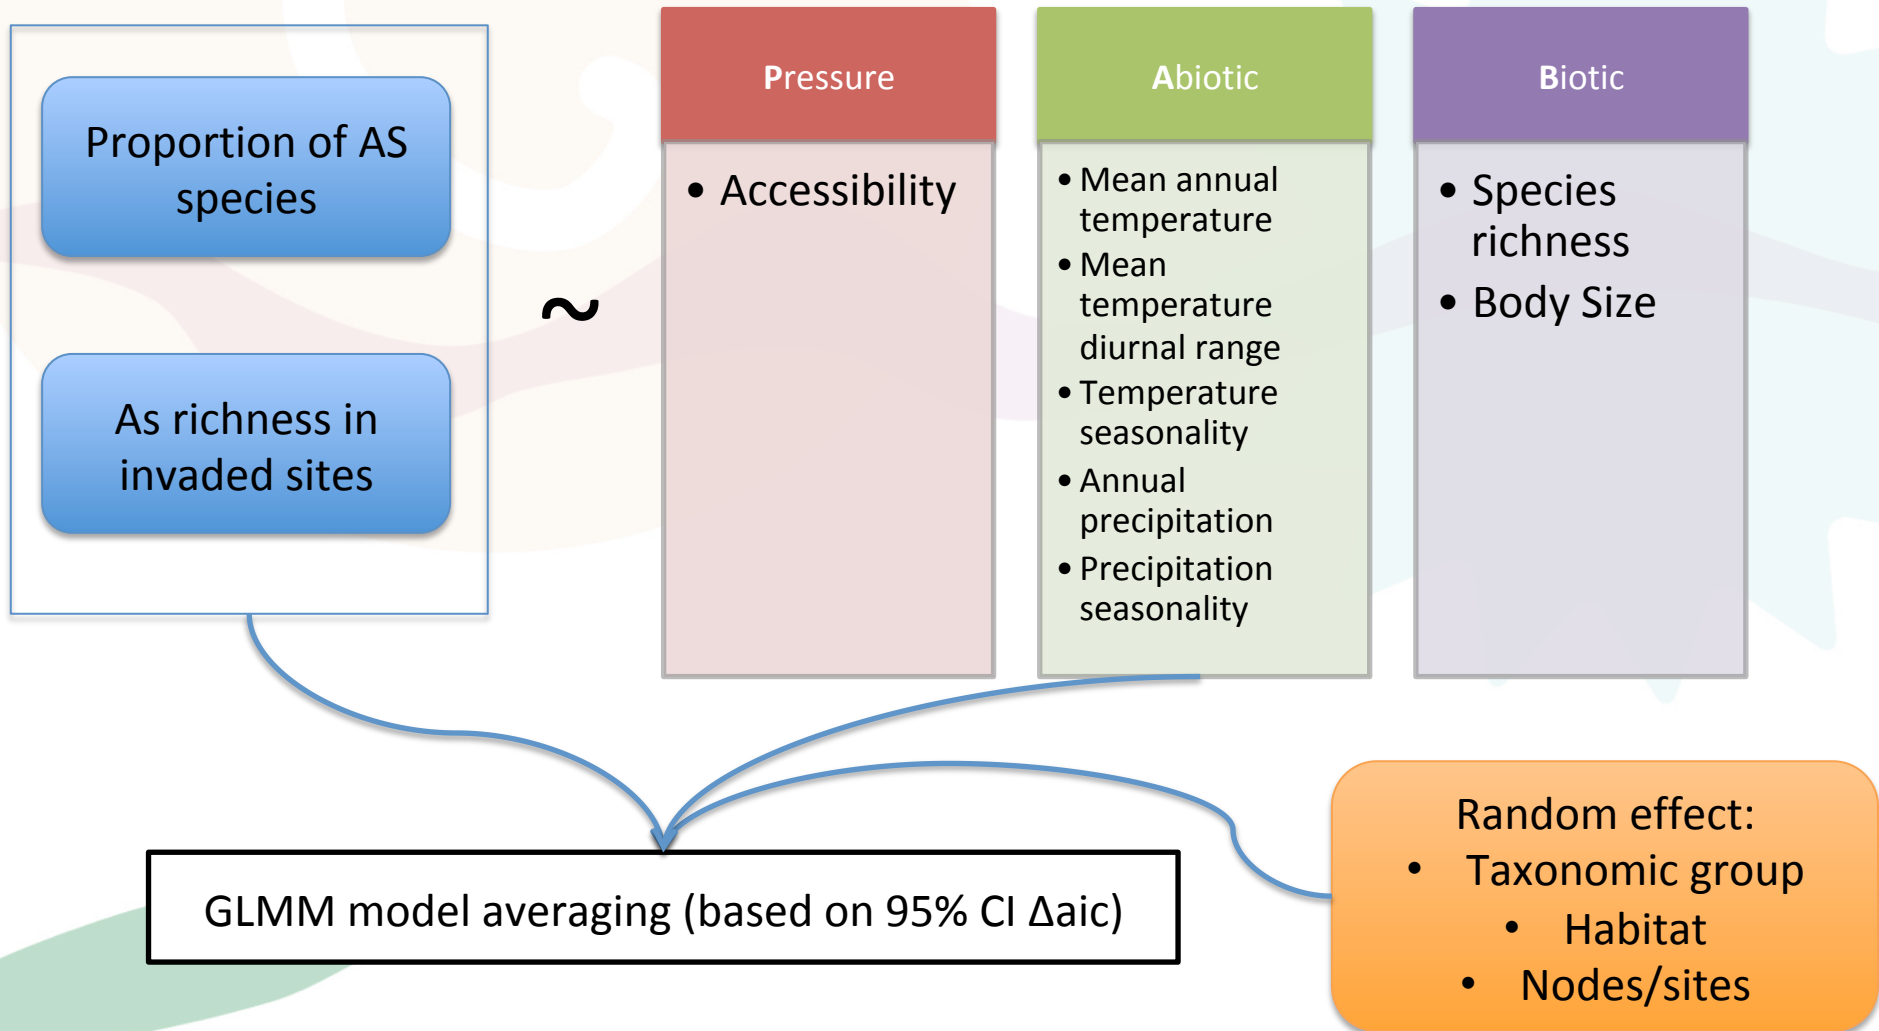 Proportion of AS
species
As richness in
invaded sites
~
Pressure
• Accessibility
Abiotic
• Mean annual
temperature
• Mean
temperature
diurnal range
• Temperature
seasonality
• Annual
precipitation
• Precipitation
seasonality
Biotic
• Species
richness
• Body Size
GLMM model averaging (based on 95% CI Δaic)
Random effect:
• Taxonomic group
• Habitat
• Nodes/sites